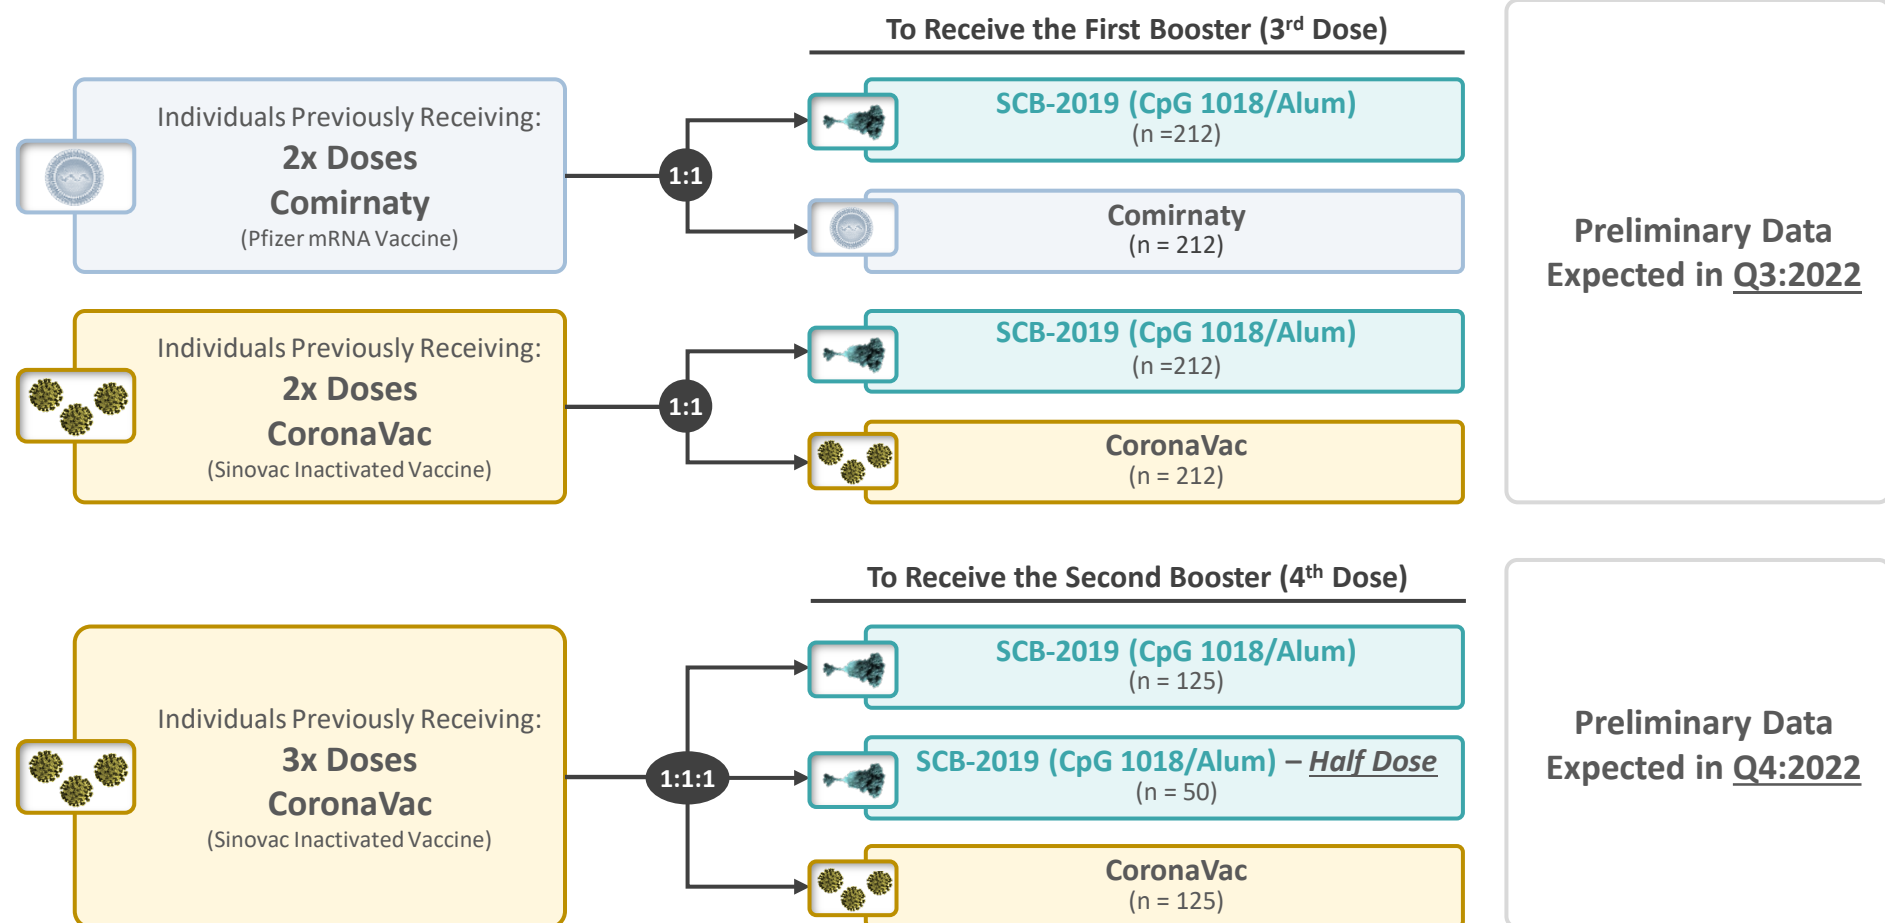 To Receive the First Booster (3rd Dose)
Individuals Previously Receiving:
2x Doses
Comirnaty
(Pfizer mRNA Vaccine)
1:1
SCB-2019 (CpG 1018/Alum)
(n =212)
Comirnaty
(n = 212)
Individuals Previously Receiving:
2x Doses
CoronaVac
(Sinovac Inactivated Vaccine)
1:1
SCB-2019 (CpG 1018/Alum)
(n =212)
CoronaVac
(n = 212)
Preliminary Data
Expected in Q3:2022
To Receive the Second Booster (4th Dose)
Individuals Previously Receiving:
3x Doses
CoronaVac
(Sinovac Inactivated Vaccine)
1:1:1
SCB-2019 (CpG 1018/Alum)
(n = 125)
SCB-2019 (CpG 1018/Alum) – Half Dose
(n = 50)
CoronaVac
(n = 125)
Preliminary Data
Expected in Q4:2022